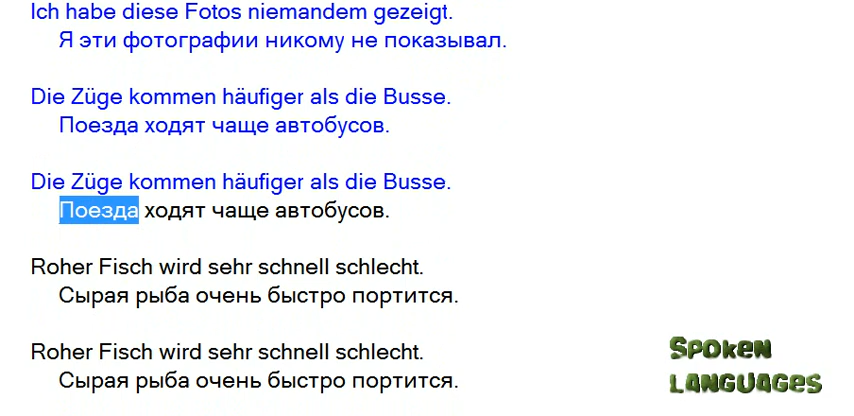 Ich habe diese Fotos niemandem gezeigt.
Я эти фотографии никому не показывал.
Die Züge kommen häufiger als die Busse.
Поезда ходят чаще автобусов.
Die Züge kommen häufiger als die Busse.
Поезда ходят чаще автобусов.
Roher Fisch wird sehr schnell schlecht.
Сырая рыба очень быстро портится.
Roher Fisch wird sehr schnell schlecht.
Сырая рыба очень быстро портится.
SPOKEN
LANGUAGES